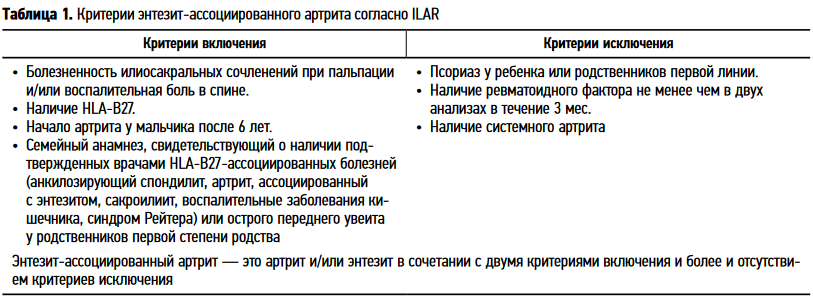 Таблица 1. Критерии энтезит-ассоциированного артрита согласно ILAR
Критерии включения
• Болезненность илиосакральных сочленений при пальпации
и/или воспалительная боль в спине.
• Наличие HLA-B27.
• Начало артрита у мальчика после 6 лет.
• Семейный анамнез, свидетельствующий о наличии под-
твержденных врачами HLA-B27-ассоциированных болезней
(анкилозирующий спондилит, артрит, ассоциированный
с энтезитом, сакроилиит, воспалительные заболевания ки-
шечника, синдром Рейтера) или острого переднего увеита
у родственников первой степени родства
Критерии исключения
• Псориаз у ребенка или родственников первой линии.
• Наличие ревматоидного фактора не менее чем в двух
анализах в течение 3 мес.
• Наличие системного артрита
Энтезит-ассоциированный артрит — это артрит и/или энтезит в сочетании с двумя критериями включения и более и отсутстви-
ем критериев исключения